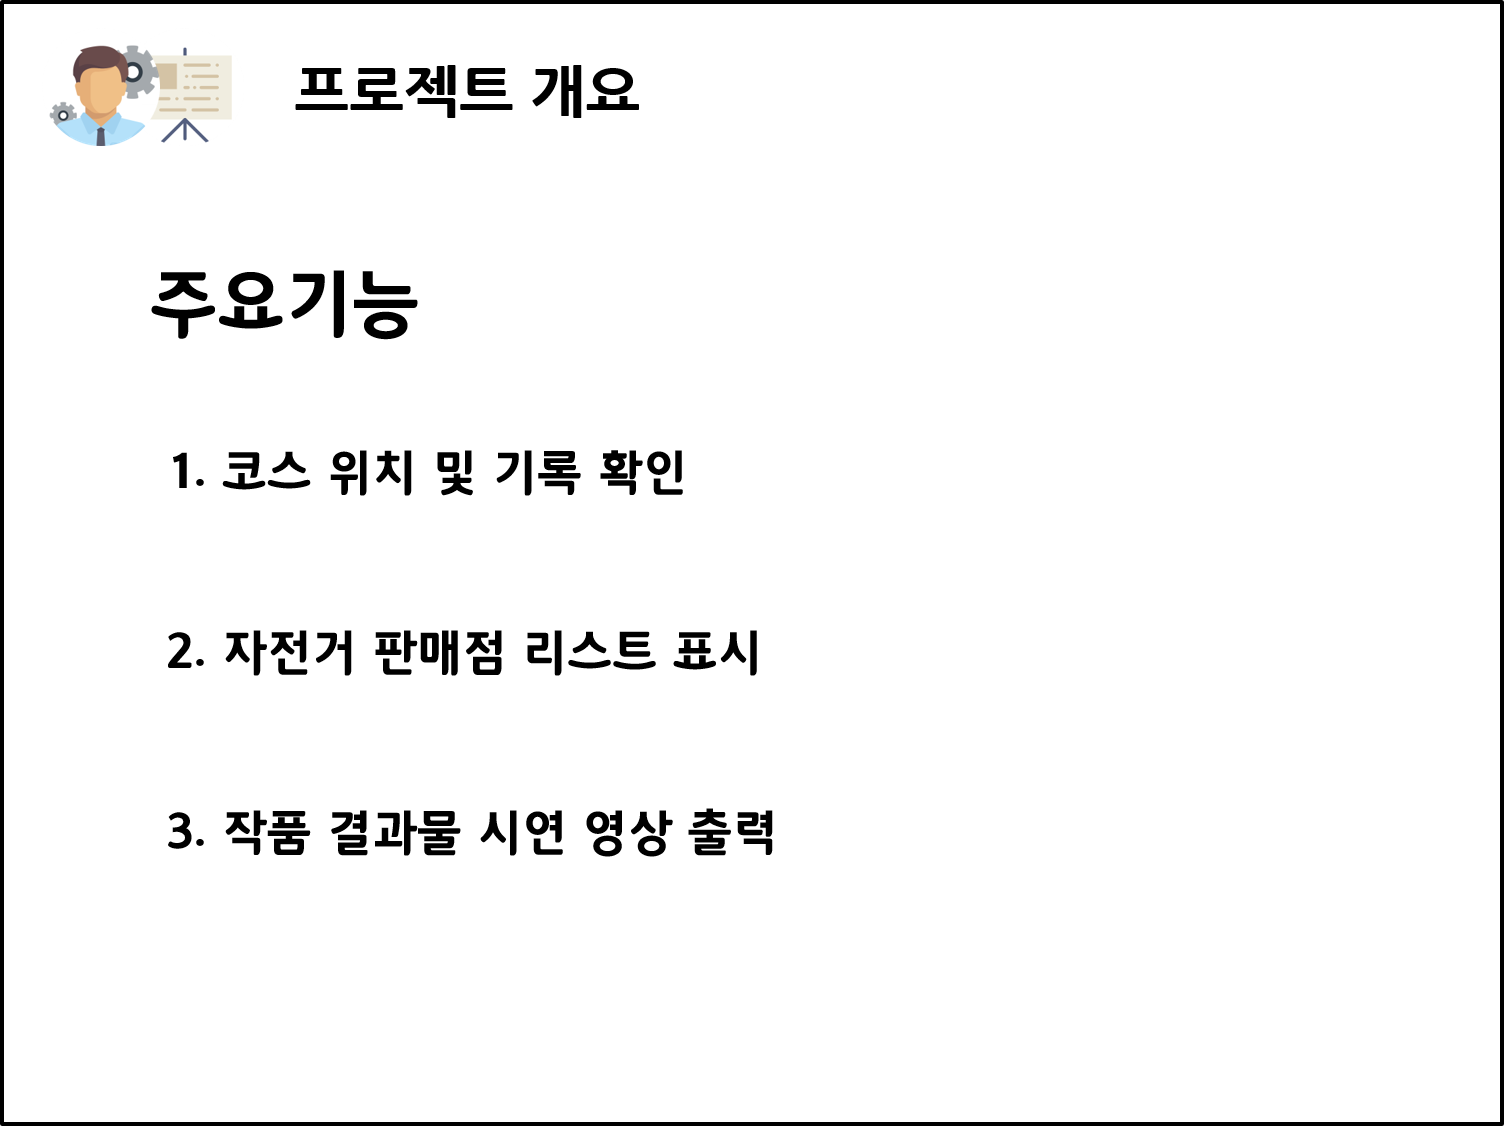 프로젝트 개요
주요기능
1. 코스 위치 및 기록 확인
2. 자전거 판매점 리스트 표시
3. 작품 결과물 시연 영상 출력